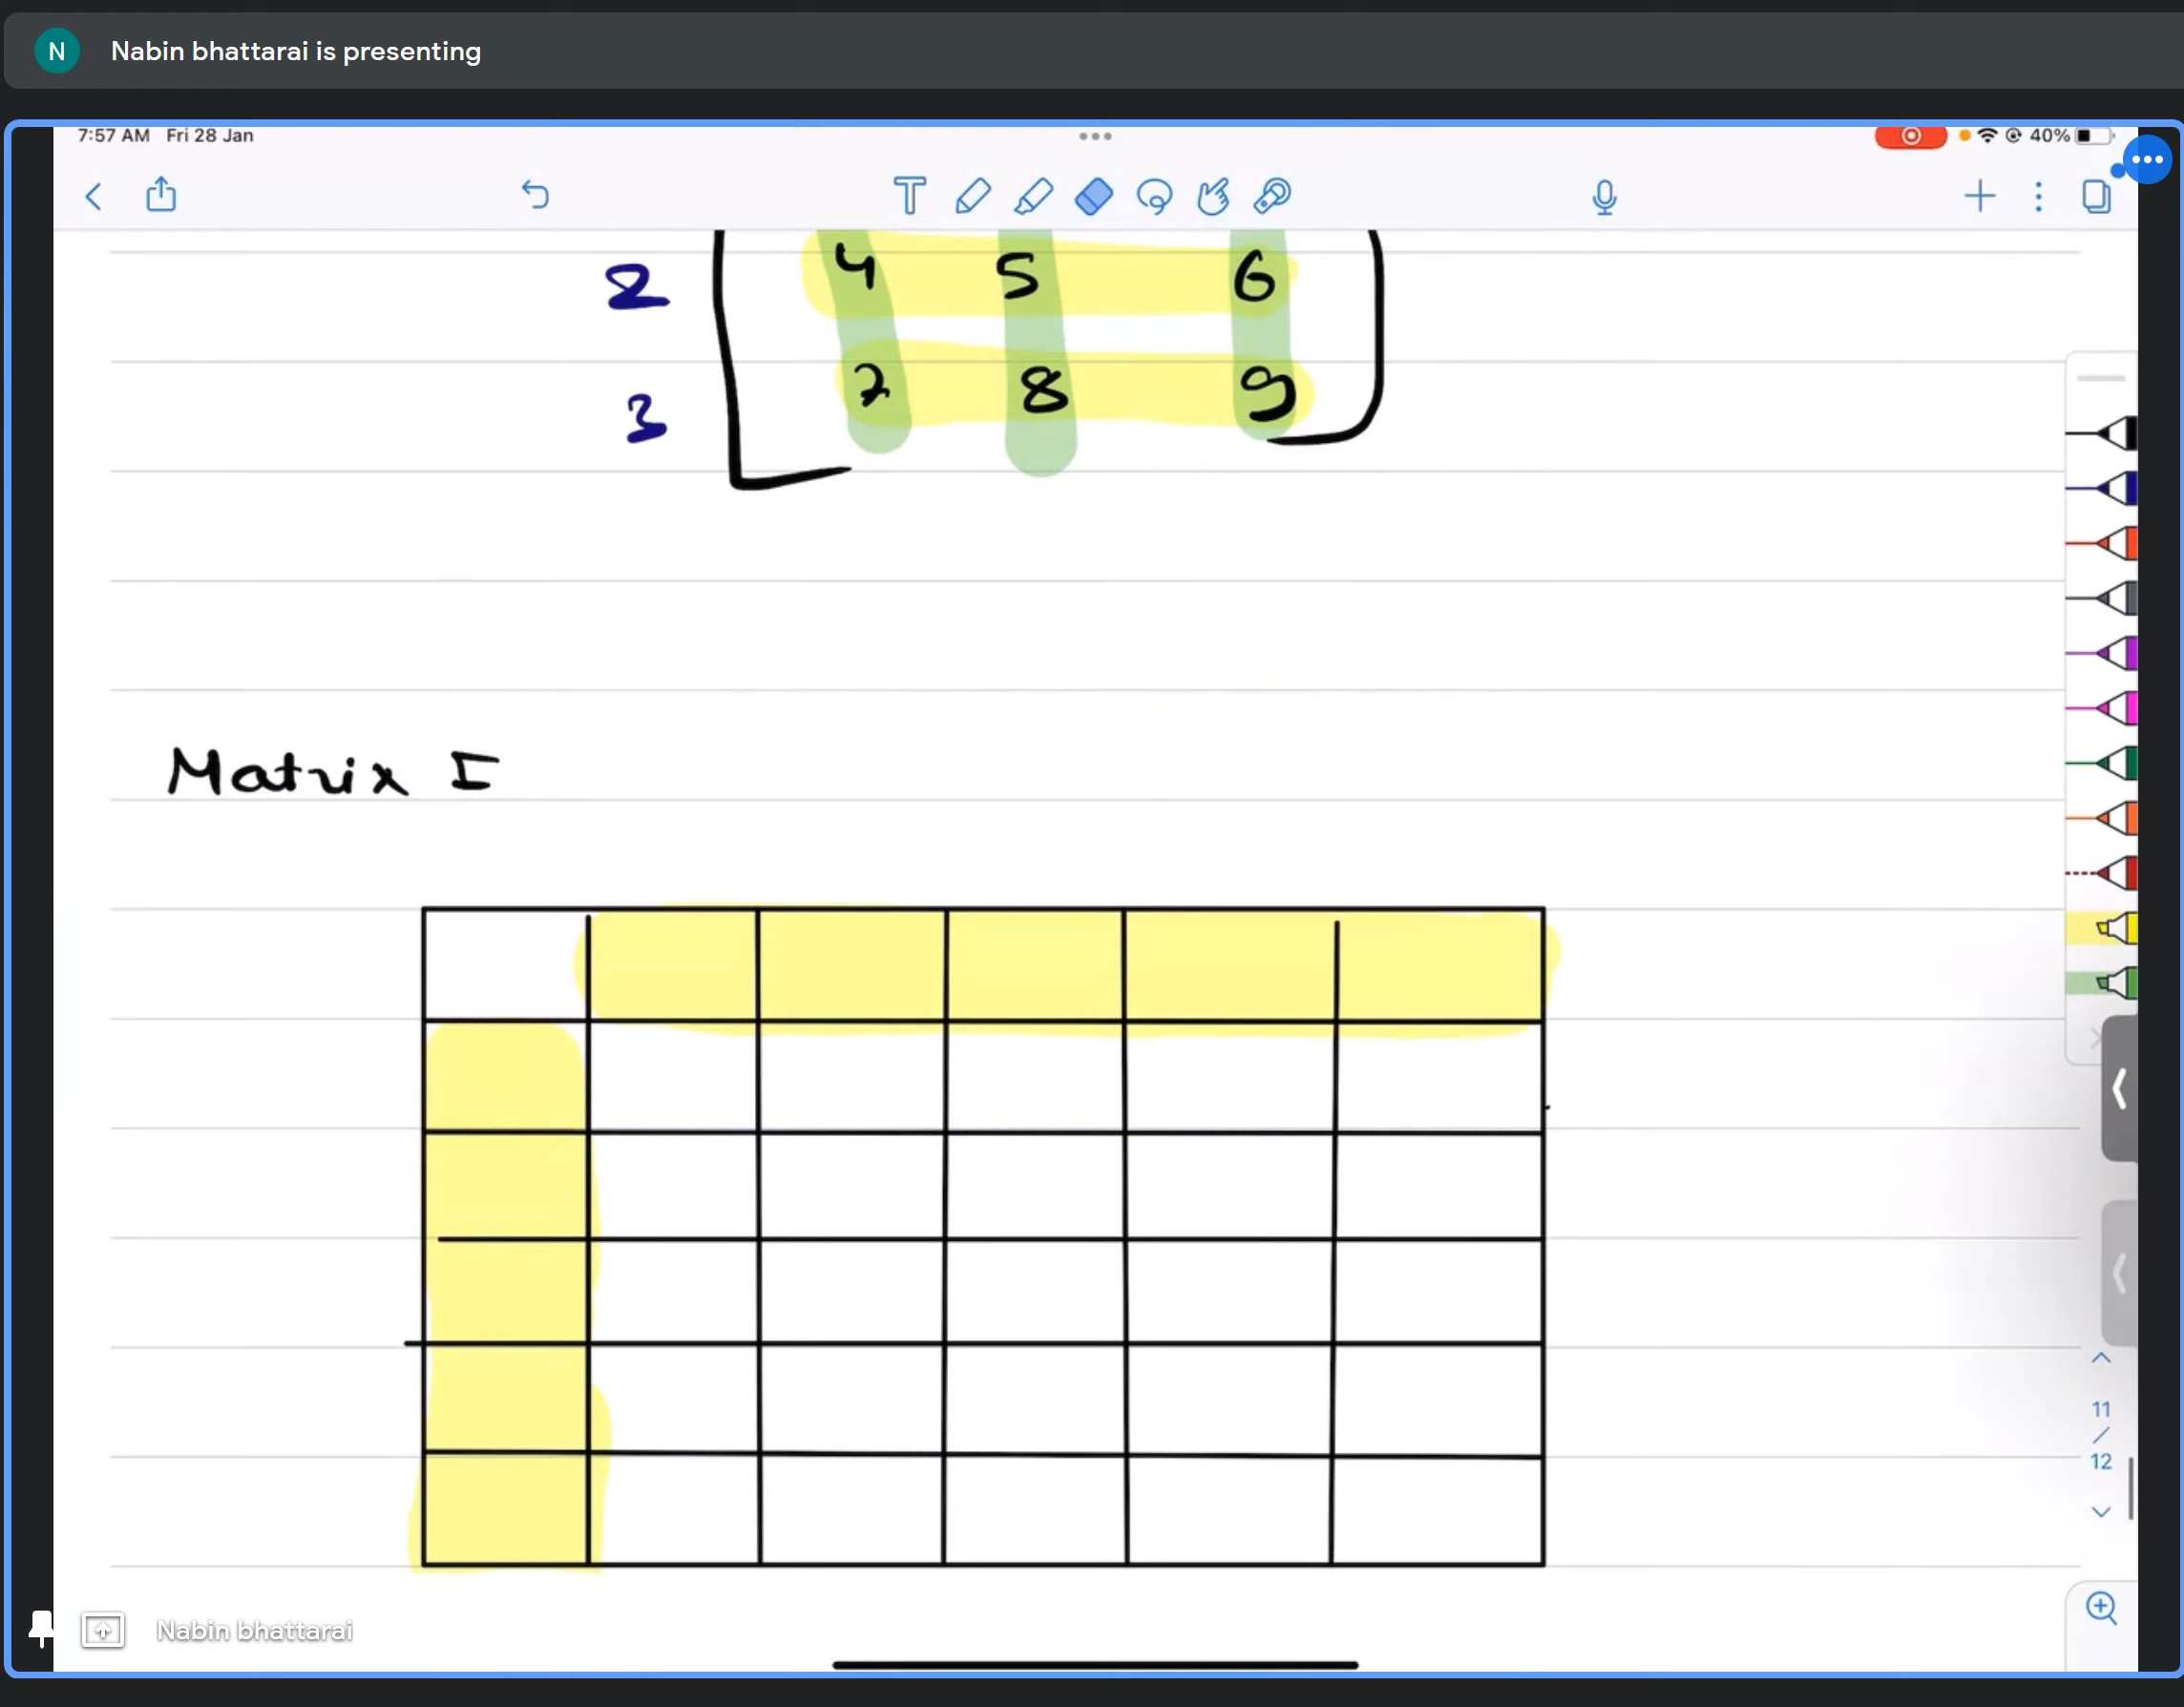 N Nabin bhattarai is presenting
7:57 AM Fri 28 Jan
40%
T
2 4 5 6
3 7 8 9
Matrix I
11
/
12
Nabin bhattarai